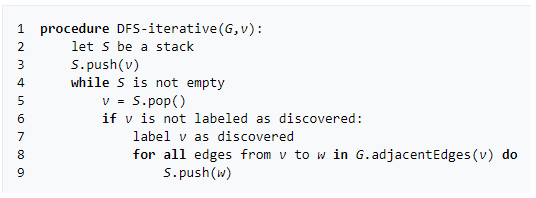 1 procedure DFS-iterative(G,v):
2 let S be a stack
3 S.push(v)
4 while S is not empty
5 v = S.pop()
6 if v is not labeled as discovered:
7 label v as discovered
8 for all edges from v to w in G.adjacentEdges(v) do
9 S.push(w)